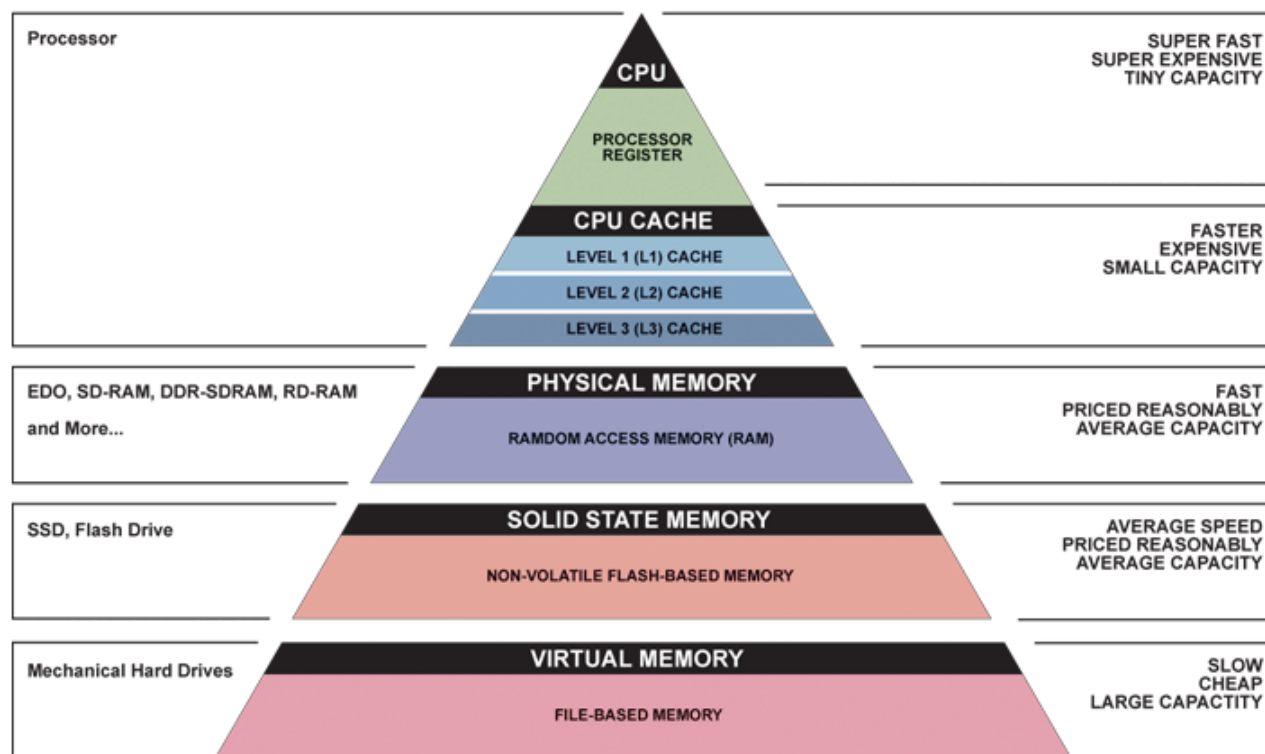 Processor
CPU
SUPER FAST
SUPER EXPENSIVE
TINY CAPACITY
PROCESSOR
REGISTER
CPU CACHE
LEVEL 1 (L1) CACHE
LEVEL 2 (L2) CACHE
LEVEL 3 (L3) CACHE
FASTER
EXPENSIVE
SMALL CAPACITY
EDO, SD-RAM, DDR-SDRAM, RD-RAM
and More...
PHYSICAL MEMORY
RAMDOM ACCESS MEMORY (RAM)
FAST
PRICED REASONABLY
AVERAGE CAPACITY
SSD, Flash Drive
SOLID STATE MEMORY
NON-VOLATILE FLASH-BASED MEMORY
AVERAGE SPEED
PRICED REASONABLY
AVERAGE CAPACITY
Mechanical Hard Drives
VIRTUAL MEMORY
FILE-BASED MEMORY
SLOW
CHEAP
LARGE CAPACTITY